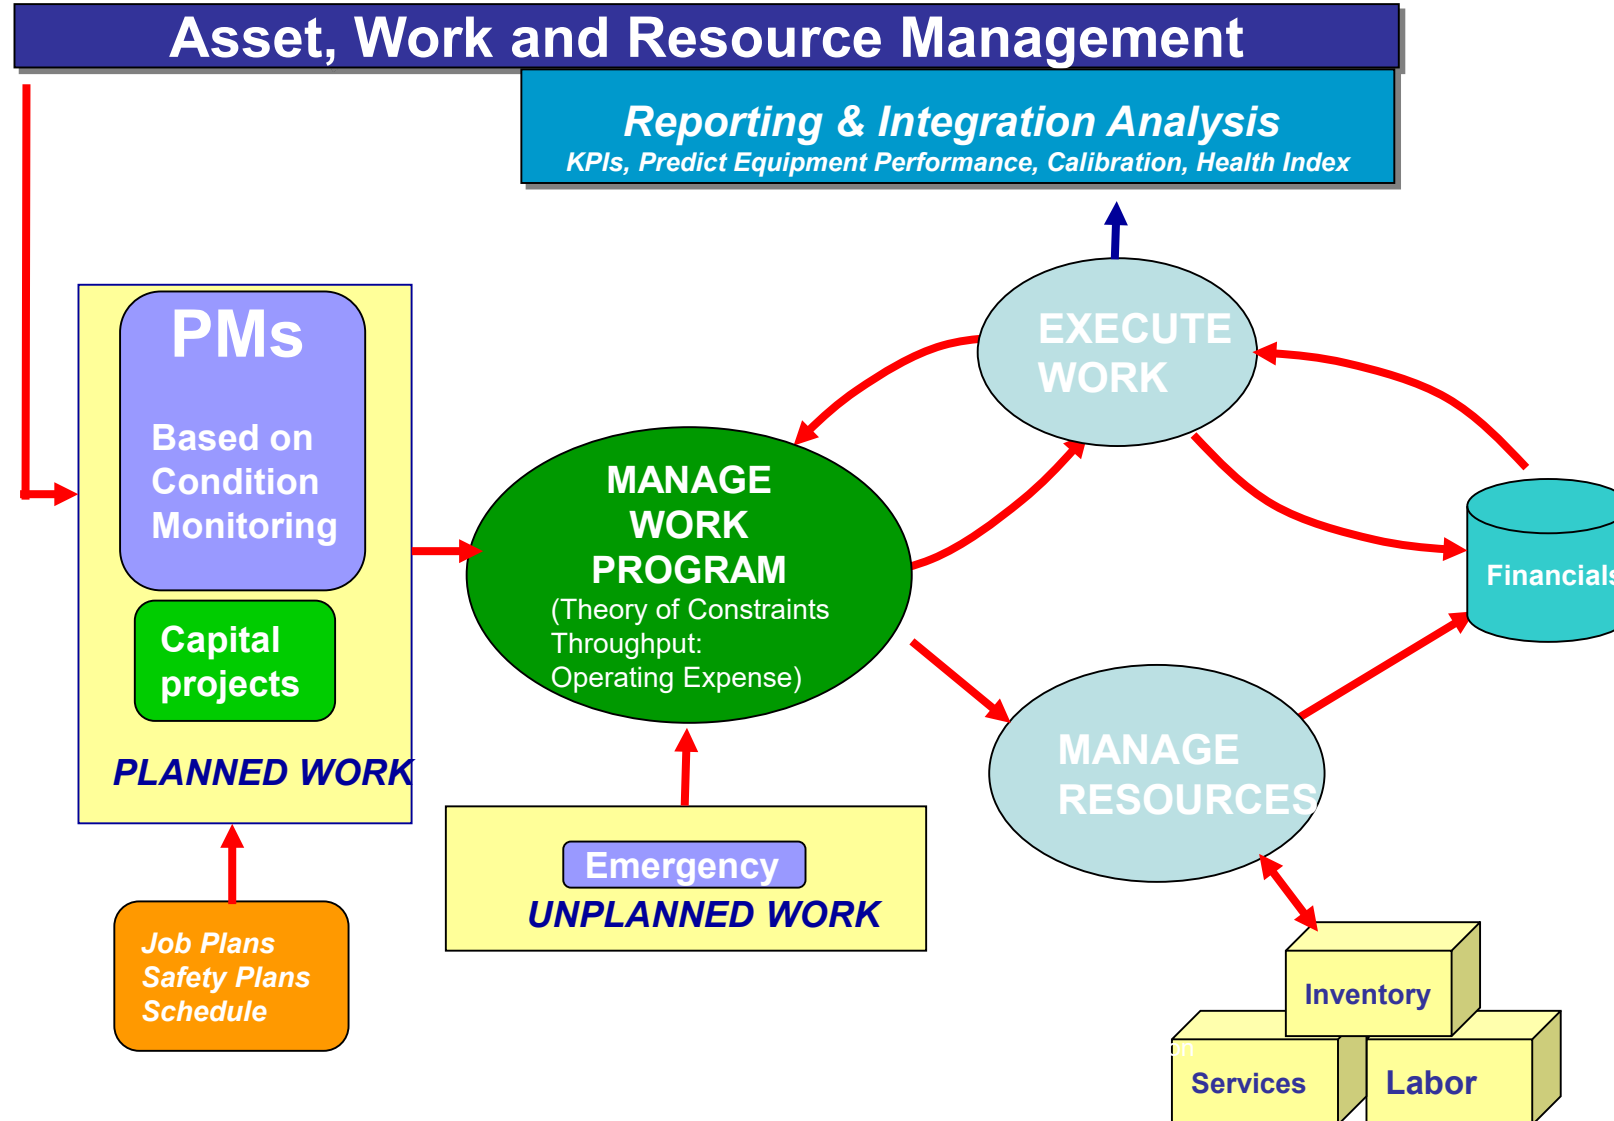 Asset, Work and Resource Management
Reporting & Integration Analysis
KPIs, Predict Equipment Performance, Calibration, Health Index
PMs
Based on
Condition
Monitoring
Capital
projects
PLANNED WORK
Job Plans
Safety Plans
Schedule
MANAGE
WORK
PROGRAM
(Theory of Constraints
Throughput:
Operating Expense)
Emergency
UNPLANNED WORK
EXECUTE
WORK
Financials
MANAGE
RESOURCES
Inventory
on
Services
Labor